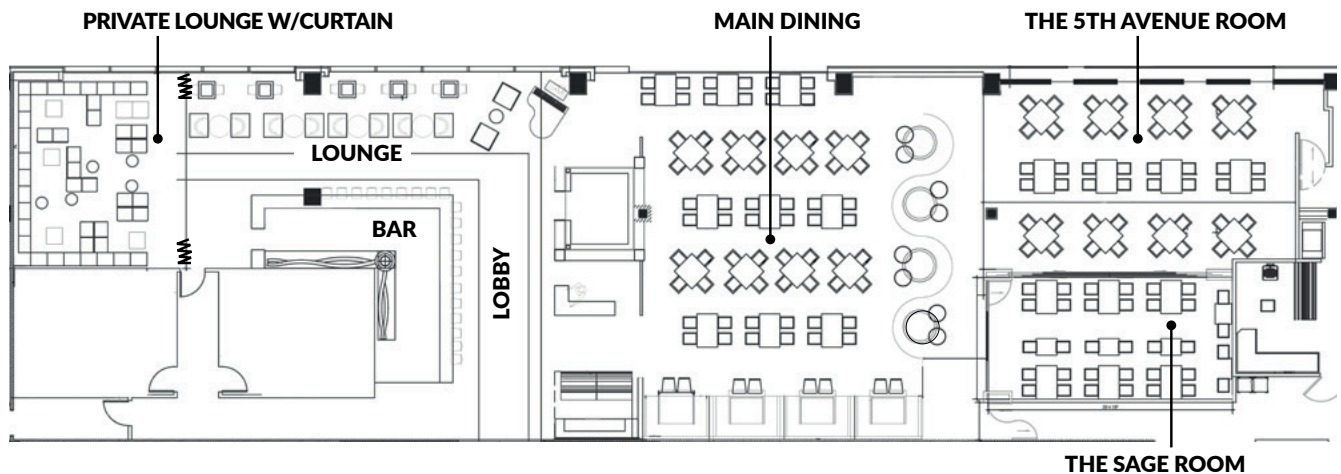 PRIVATE LOUNGE W/CURTAIN
MAIN DINING
THE 5TH AVENUE ROOM
LOUNGE
BAR
LOBBY
THE SAGE ROOM